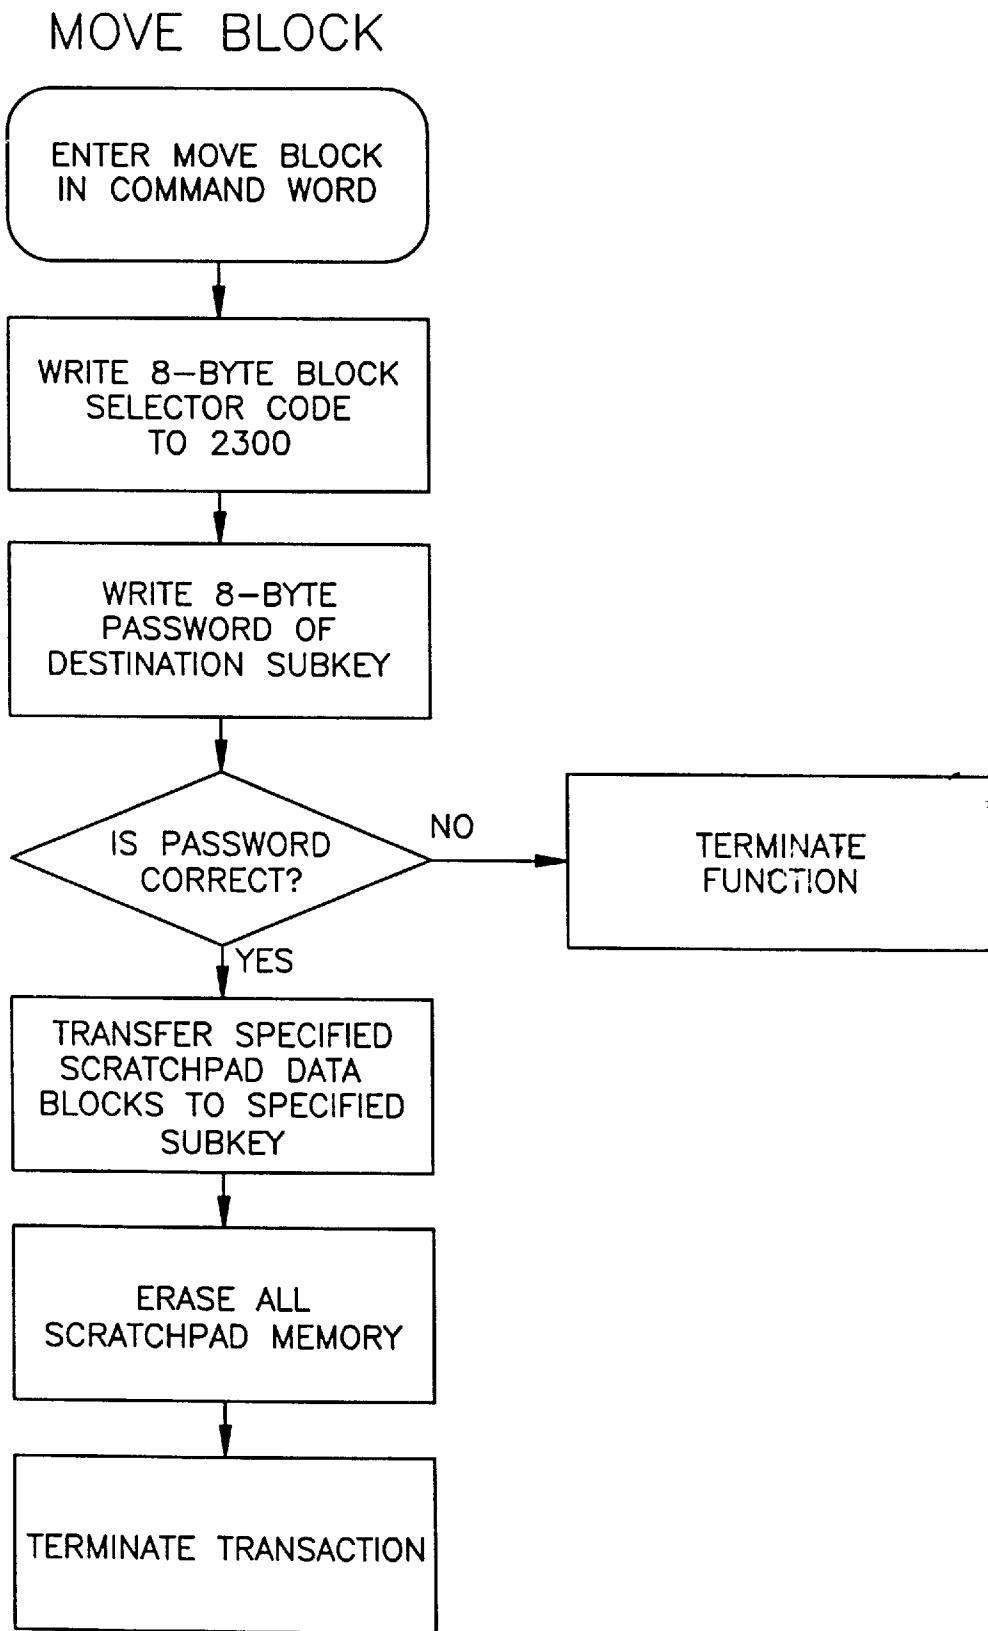 MOVE BLOCK
ENTER MOVE BLOCK
IN COMMAND WORD
WRITE 8-BYTE BLOCK
SELECTOR CODE
TO 2300
WRITE 8-BYTE
PASSWORD OF
DESTINATION SUBKEY
IS PASSWORD
CORRECT?
NO
TERMINATE
FUNCTION
YES
TRANSFER SPECIFIED
SCRATCHPAD DATA
BLOCKS TO SPECIFIED
SUBKEY
ERASE ALL
SCRATCHPAD MEMORY
TERMINATE TRANSACTION